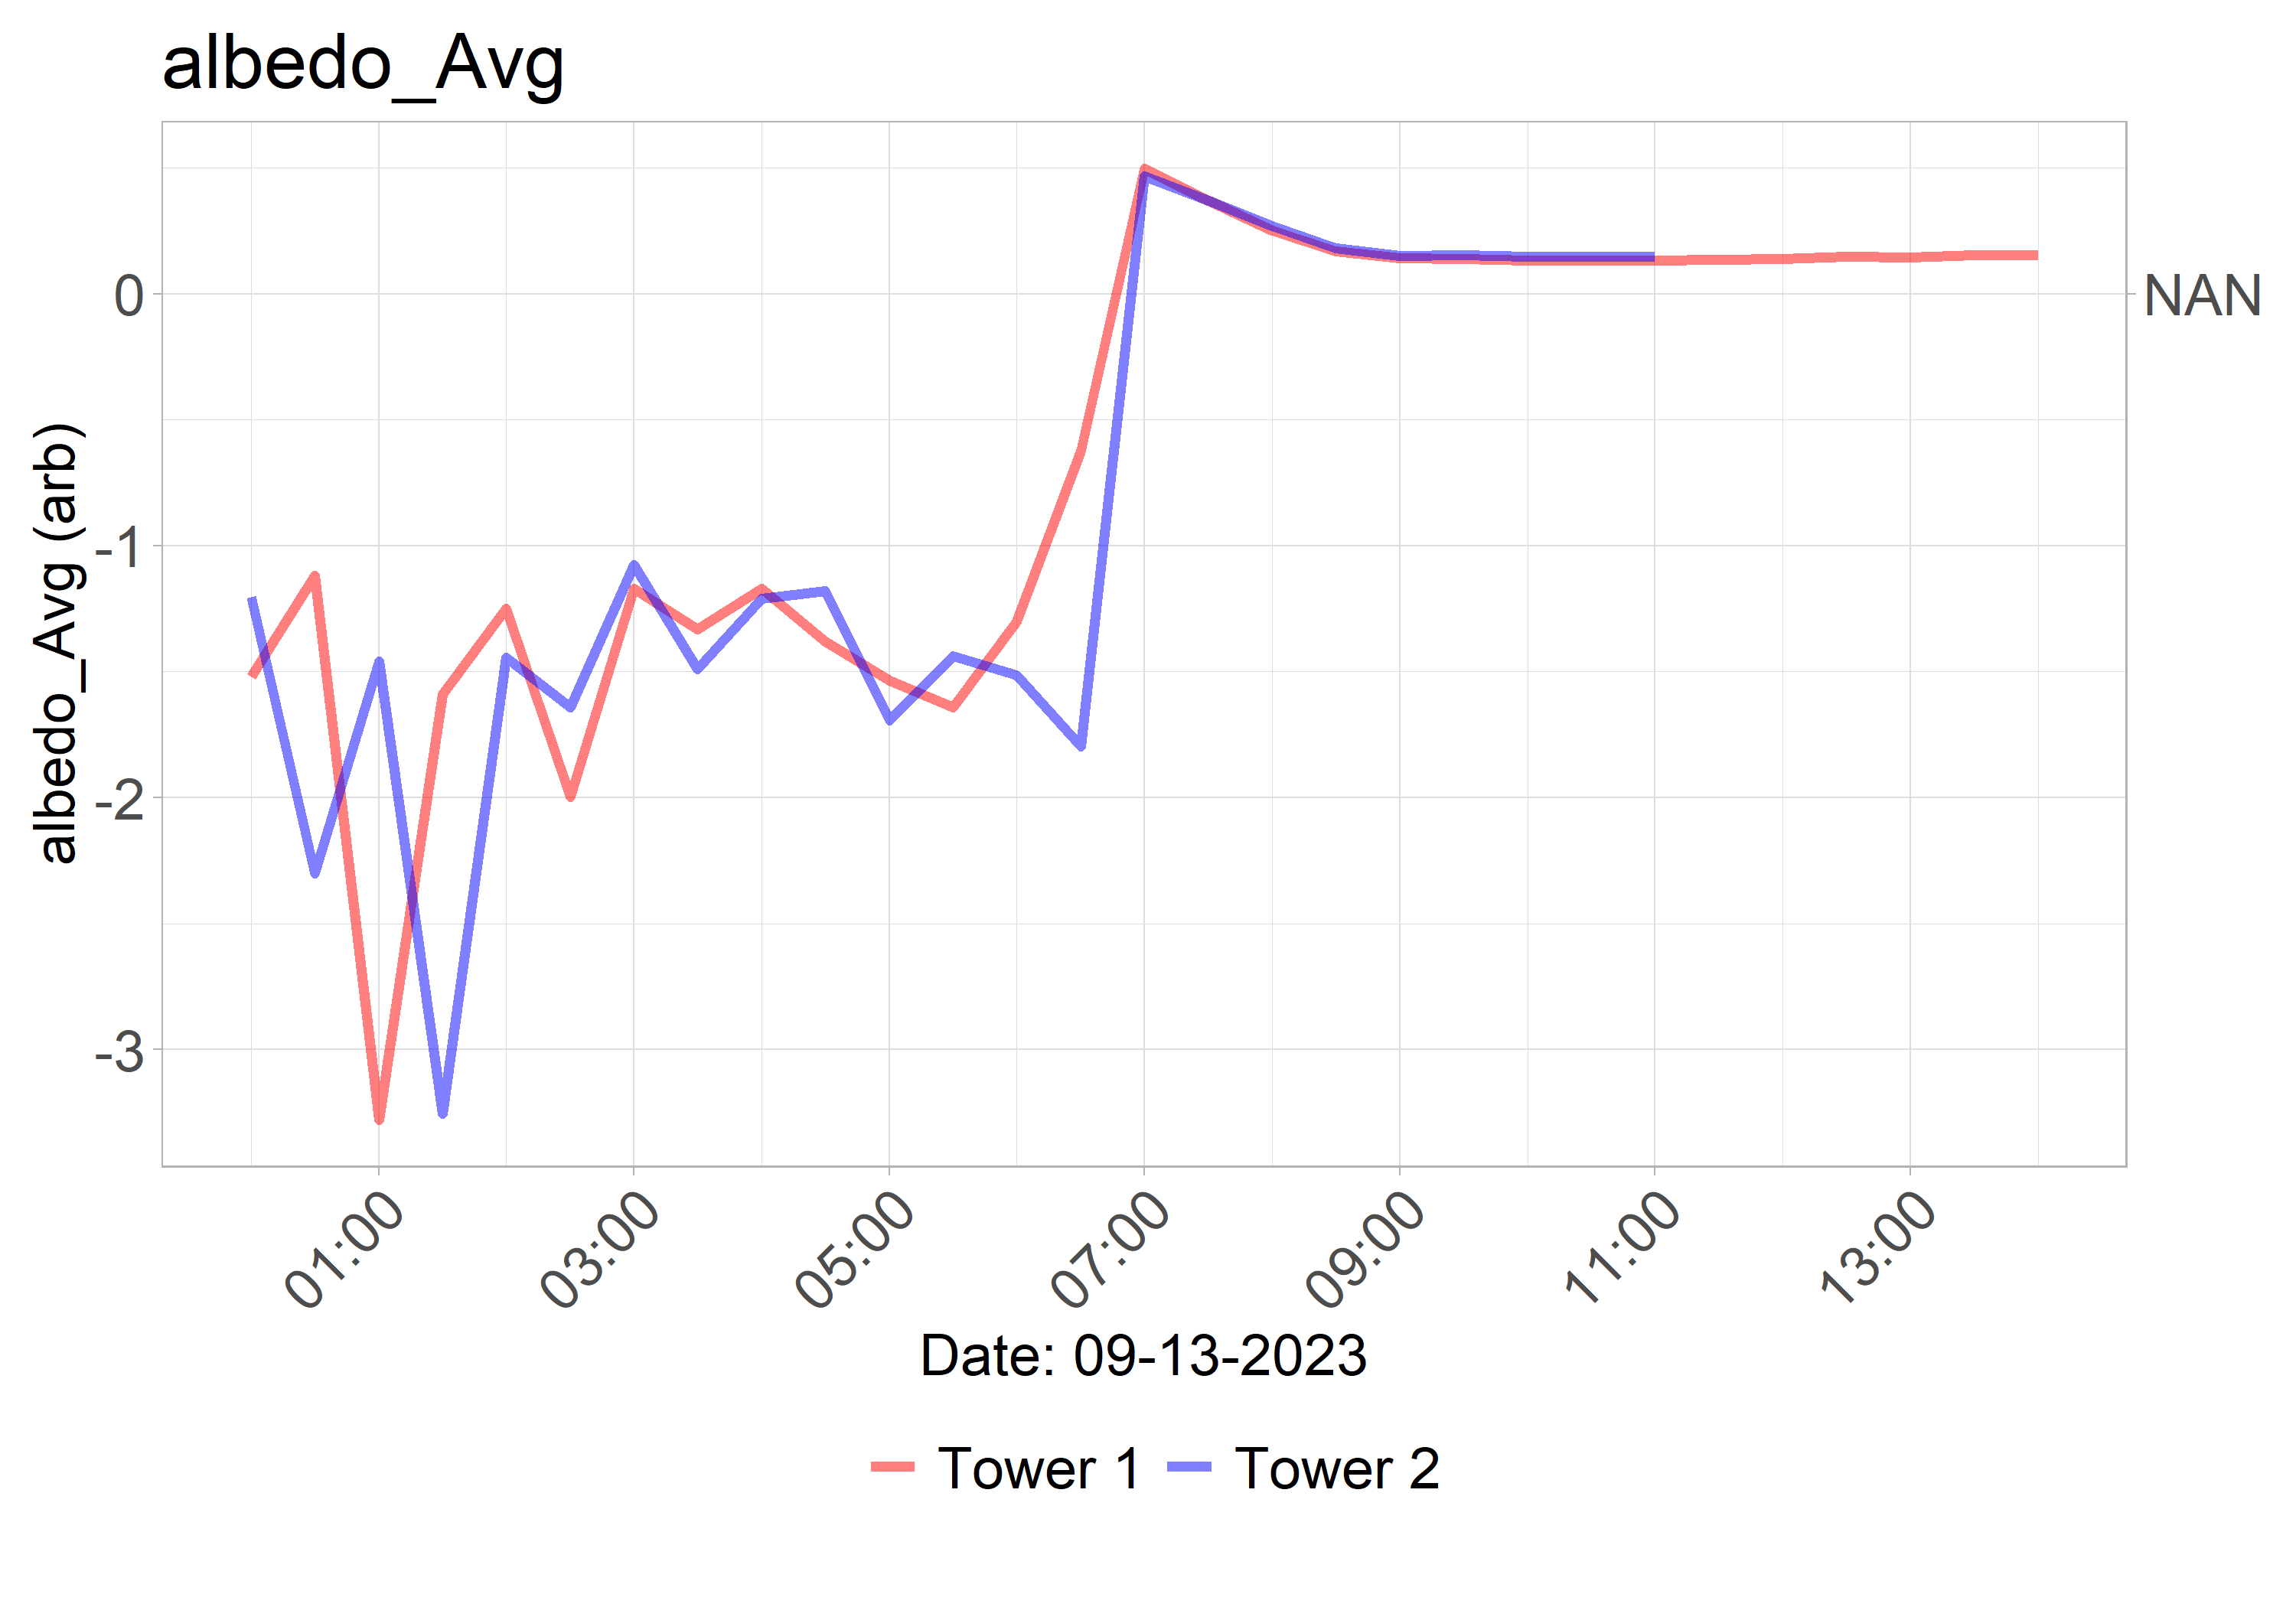 albedo_Avg
albedo_Avg (arb)
0
-1
-2
-3
NAN
01:00
03:00
05:00
07:00
09:00
11:00
13:00
Date: 09-13-2023
Tower 1
Tower 2